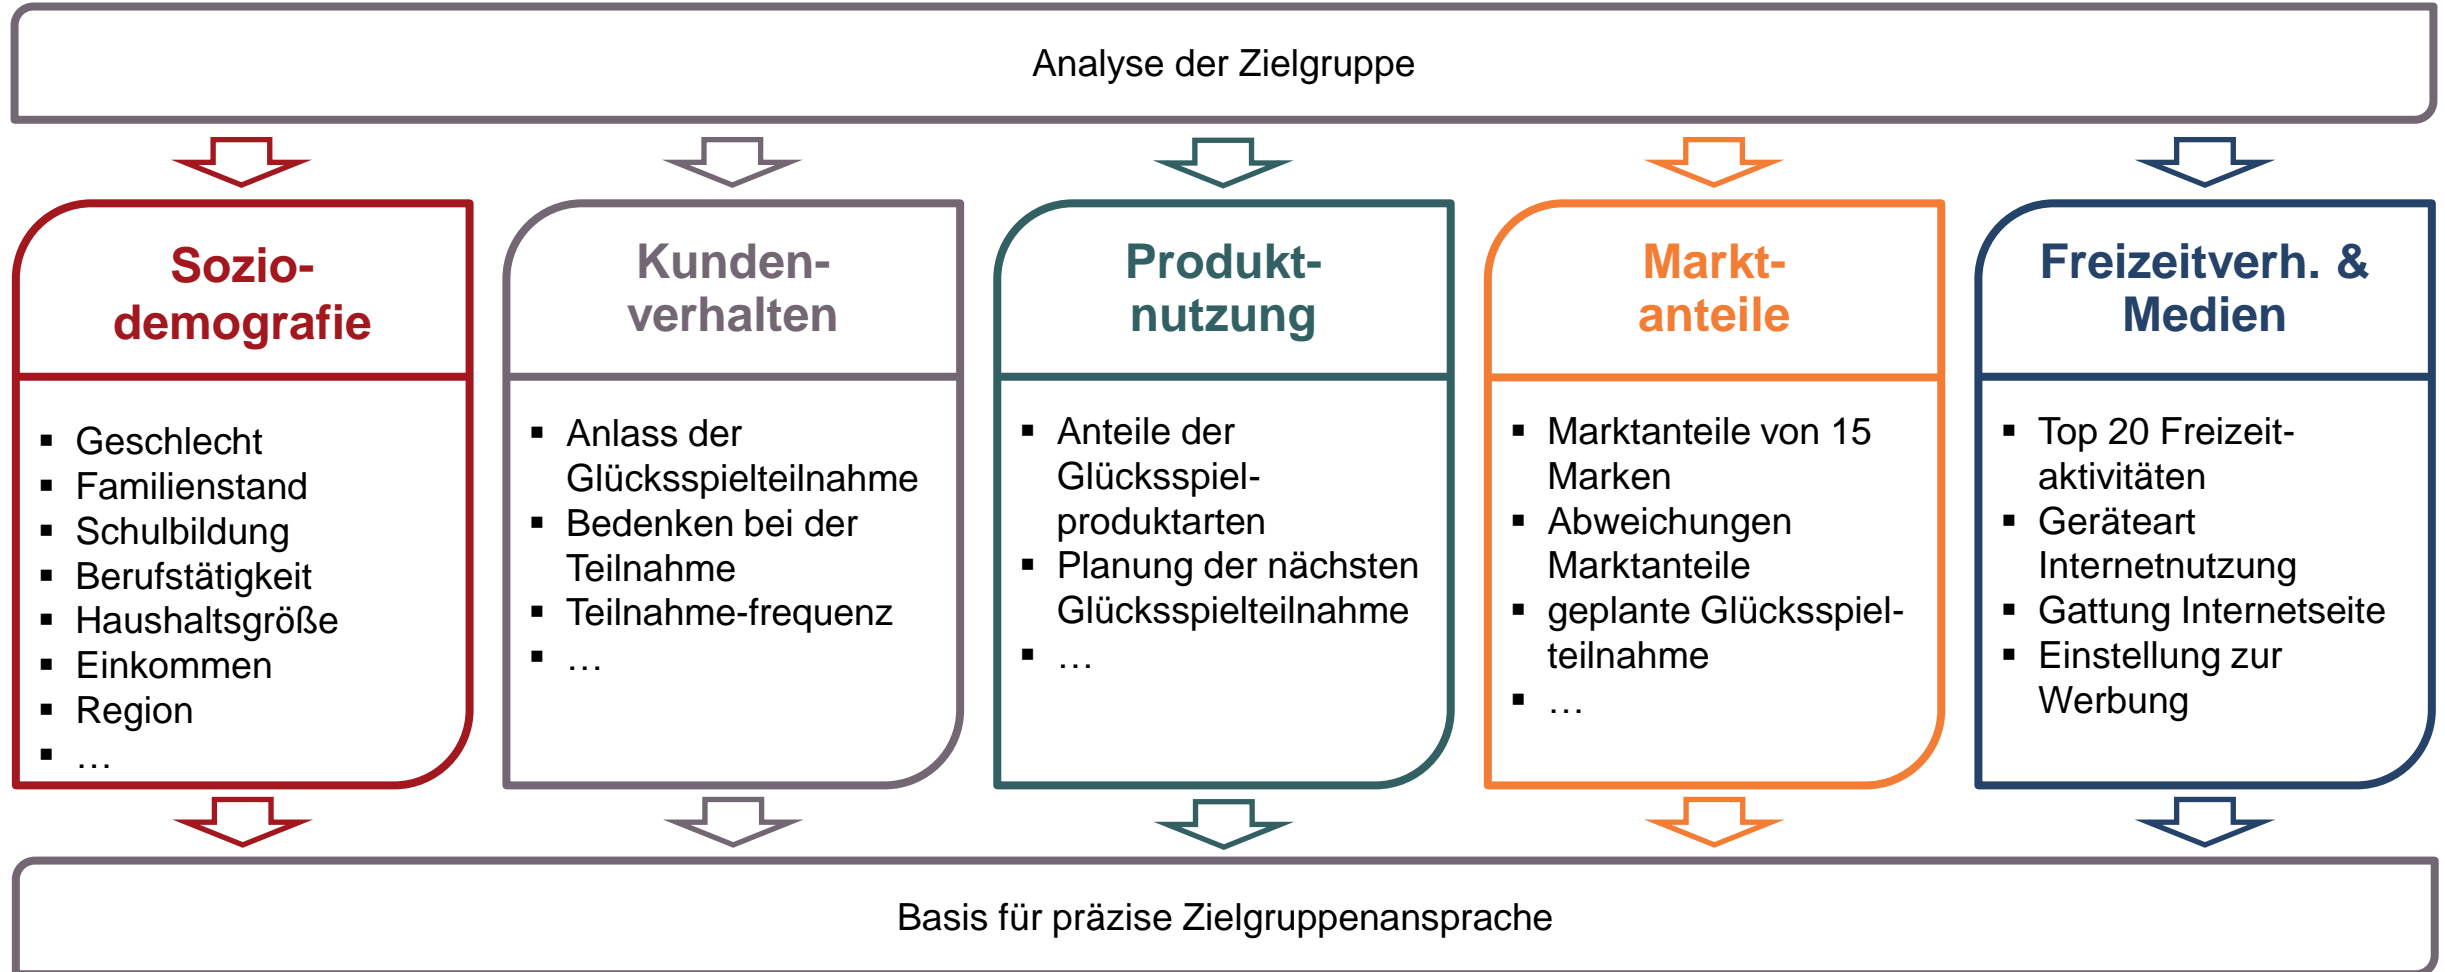 Analyse der Zielgruppe
Sozio-
demografie
▪ Geschlecht
▪ Familienstand
▪ Schulbildung
▪ Berufstätigkeit
▪ Haushaltsgröße
▪ Einkommen
▪ Region
▪ …
Kunden-
verhalten
▪ Anlass der
Glücksspielteilnahme
▪ Bedenken bei der
Teilnahme
▪ Teilnahme-frequenz
▪ …
Produkt-
nutzung
▪ Anteile der
Glücksspiel-
produktarten
▪ Planung der nächsten
Glücksspielteilnahme
▪ …
Markt-
anteile
▪ Marktanteile von 15
Marken
▪ Abweichungen
Marktanteile
▪ geplante Glücksspiel-
teilnahme
▪ …
Freizeitverh. &
Medien
▪ Top 20 Freizeit-
aktivitäten
▪ Geräteart
Internetnutzung
▪ Gattung Internetseite
▪ Einstellung zur
Werbung
Basis für präzise Zielgruppenansprache